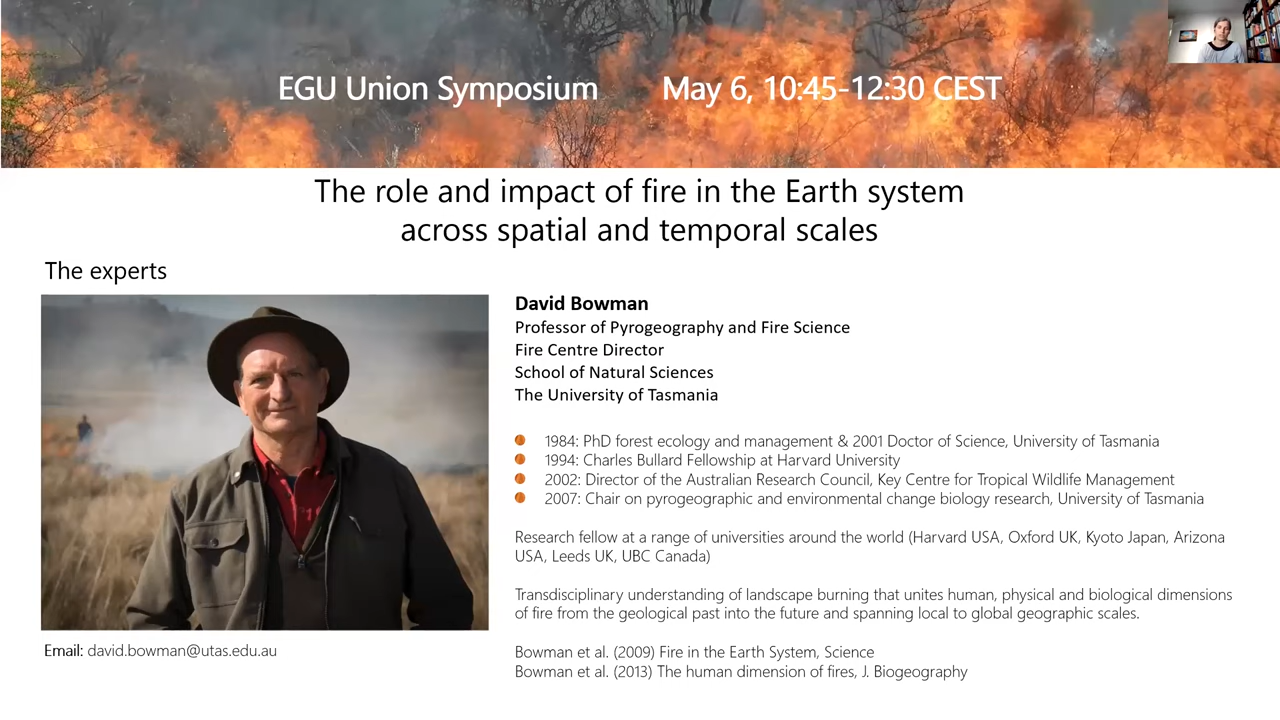 EGU Union Symposium May 6, 10:45-12:30 CEST
The role and impact of fire in the Earth system
across spatial and temporal scales
The experts
David Bowman
Professor of Pyrogeography and Fire Science
Fire Centre Director
School of Natural Sciences
The University of Tasmania
1984: PhD forest ecology and management & 2001 Doctor of Science, University of Tasmania
1994: Charles Bullard Fellowship at Harvard University
2002: Director of the Australian Research Council, Key Centre for Tropical Wildlife Management
2007: Chair on pyrogeographic and environmental change biology research, University of Tasmania
Research fellow at a range of universities around the world (Harvard USA, Oxford UK, Kyoto Japan, Arizona
USA, Leeds UK, UBC Canada)
Transdisciplinary understanding of landscape burning that unites human, physical and biological dimensions
of fire from the geological past into the future and spanning local to global geographic scales.
Email: david.bowman@utas.edu.au
Bowman et al. (2009) Fire in the Earth System, Science
Bowman et al. (2013) The human dimension of fires, J. Biogeography